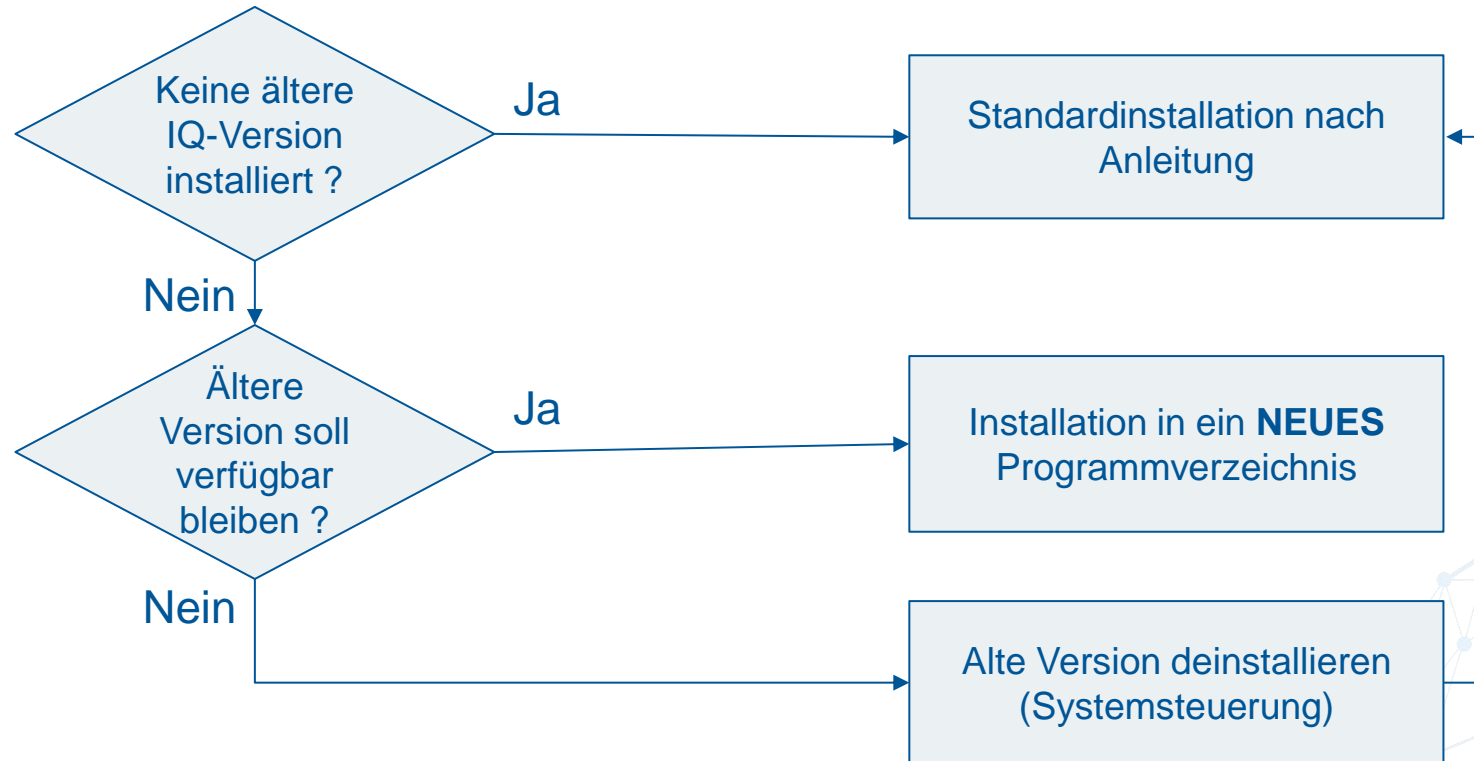 Keine ältere
IQ-Version
installiert ?
Ja
Standardinstallation nach
Anleitung
Nein
Ältere
Version soll
verfügbar
bleiben ?
Ja
Installation in ein NEUES
Programmverzeichnis
Nein
Alte Version deinstallieren
(Systemsteuerung)